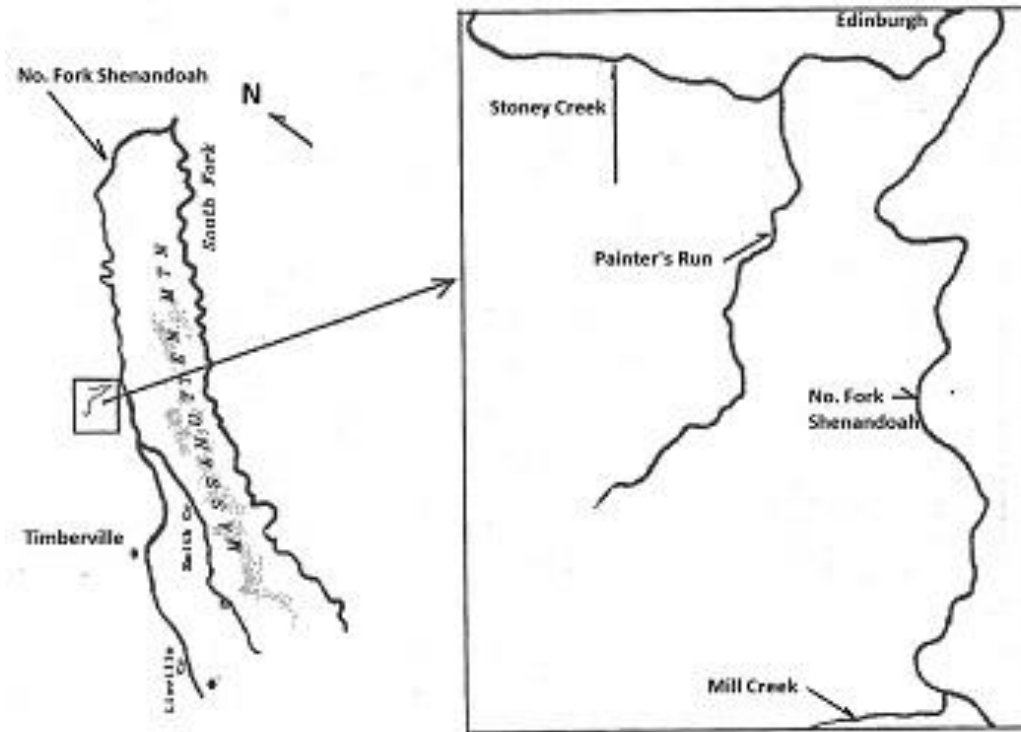 No. Fork Shenandoah
N
South Fork
MASSANUTTEN MTN
Timberville
Smith Cr.
Linville
Cr.
Edinburgh
Stoney Creek
Painter's Run
No. Fork
Shenandoah
Mill Creek